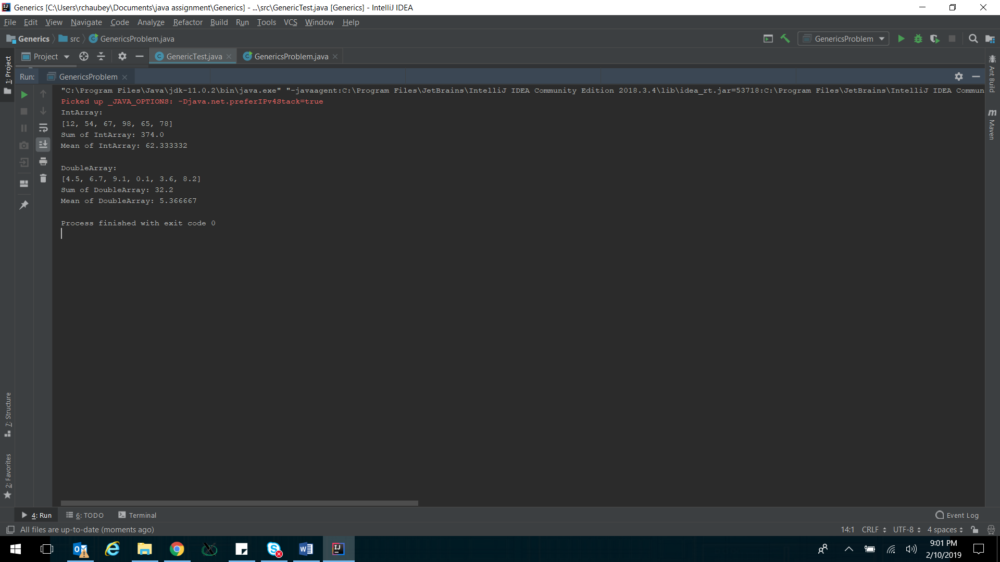 Generics [C:\Users\rchaubey\Documents\java assignment\Generics] - ...\src\GenericTest.java [Generics] - IntelliJ IDEA
File Edit View Navigate Code Analyze Refactor Build Run Tools VCS Window Help
Generics src GenericsProblem.java GenericsProblem
Project GenericTest.java GenericsProblem.java
1: Project
Run: GenericsProblem
"C:\Program Files\Java\jdk-11.0.2\bin\java.exe" "-javaagent:C:\Program Files\JetBrains\IntelliJ IDEA Community Edition 2018.3.4\lib\idea_rt.jar=53718:C:\Program Files\JetBrains\IntelliJ IDEA Commun
Picked up _JAVA_OPTIONS: -Djava.net.preferIPv4Stack=true
IntArray:
[12, 54, 67, 98, 65, 78]
Sum of IntArray: 374.0
Mean of IntArray: 62.333332
DoubleArray:
[4.5, 6.7, 9.1, 0.1, 3.6, 8.2]
Sum of DoubleArray: 32.2
Mean of DoubleArray: 5.366667
Process finished with exit code 0
Ant Build
Maven
7: Structure
2: Favorites
4: Run 6: TODO Terminal Event Log
All files are up-to-date (moments ago) 14:1 CRLF UTF-8 4 spaces
9:01 PM
2/10/2019